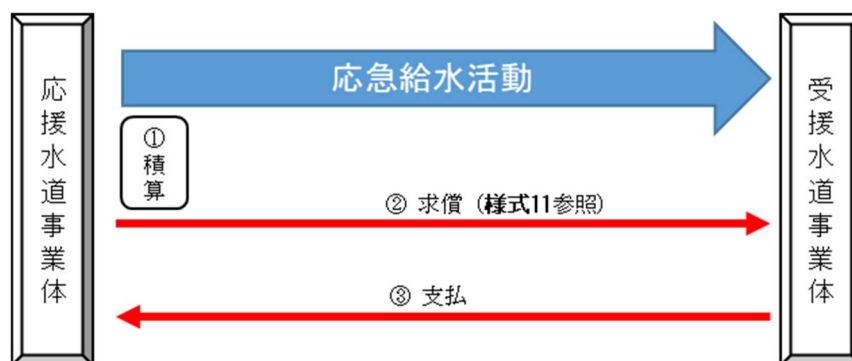 応援水道事業体
応急給水活動
①
積算
② 求償（様式11参照）
③ 支払
受援水道事業体